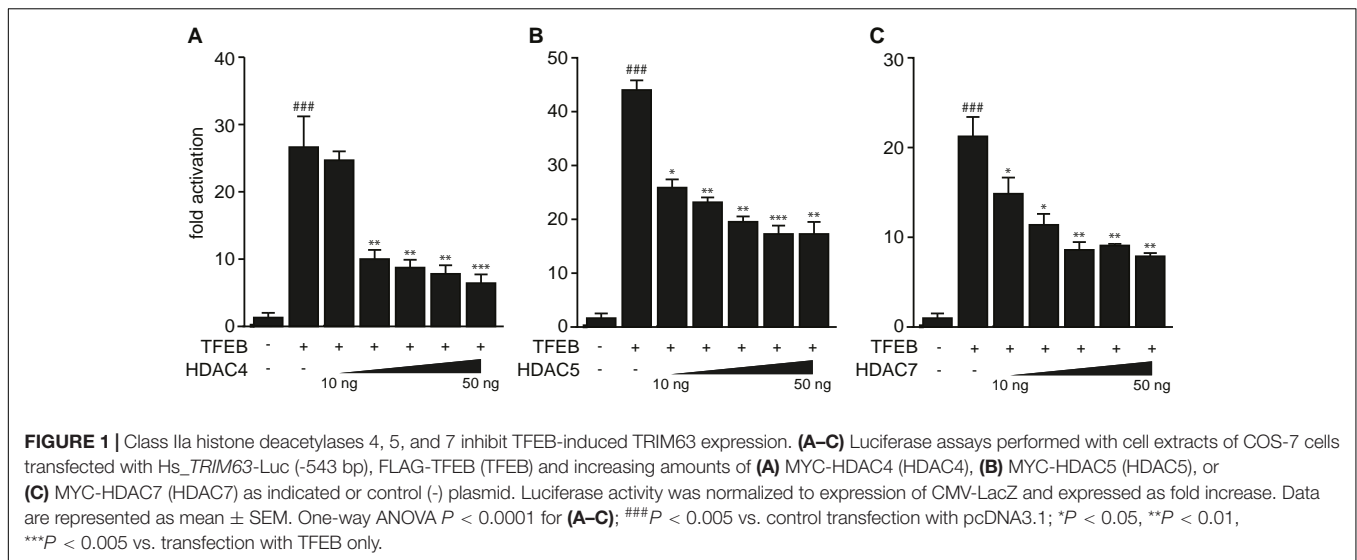 A
40
30
20
10
0
fold activation
###
**
**
**
***
TFEB - + + + + + +
HDAC4 - -
10 ng 50 ng
B
50
40
30
20
10
0
###
*
**
**
***
**
TFEB - + + + + + +
HDAC5 - -
10 ng 50 ng
C
30
20
10
0
###
*
*
**
**
**
TFEB - + + + + + +
HDAC7 - -
10 ng 50 ng
FIGURE 1 | Class IIa histone deacetylases 4, 5, and 7 inhibit TFEB-induced TRIM63 expression. (A–C) Luciferase assays performed with cell extracts of COS-7 cells
transfected with Hs_TRIM63-Luc (-543 bp), FLAG-TFEB (TFEB) and increasing amounts of (A) MYC-HDAC4 (HDAC4), (B) MYC-HDAC5 (HDAC5), or
(C) MYC-HDAC7 (HDAC7) as indicated or control (-) plasmid. Luciferase activity was normalized to expression of CMV-LacZ and expressed as fold increase. Data
are represented as mean ± SEM. One-way ANOVA P < 0.0001 for (A–C); ###P < 0.005 vs. control transfection with pcDNA3.1; *P < 0.05, **P < 0.01,
***P < 0.005 vs. transfection with TFEB only.